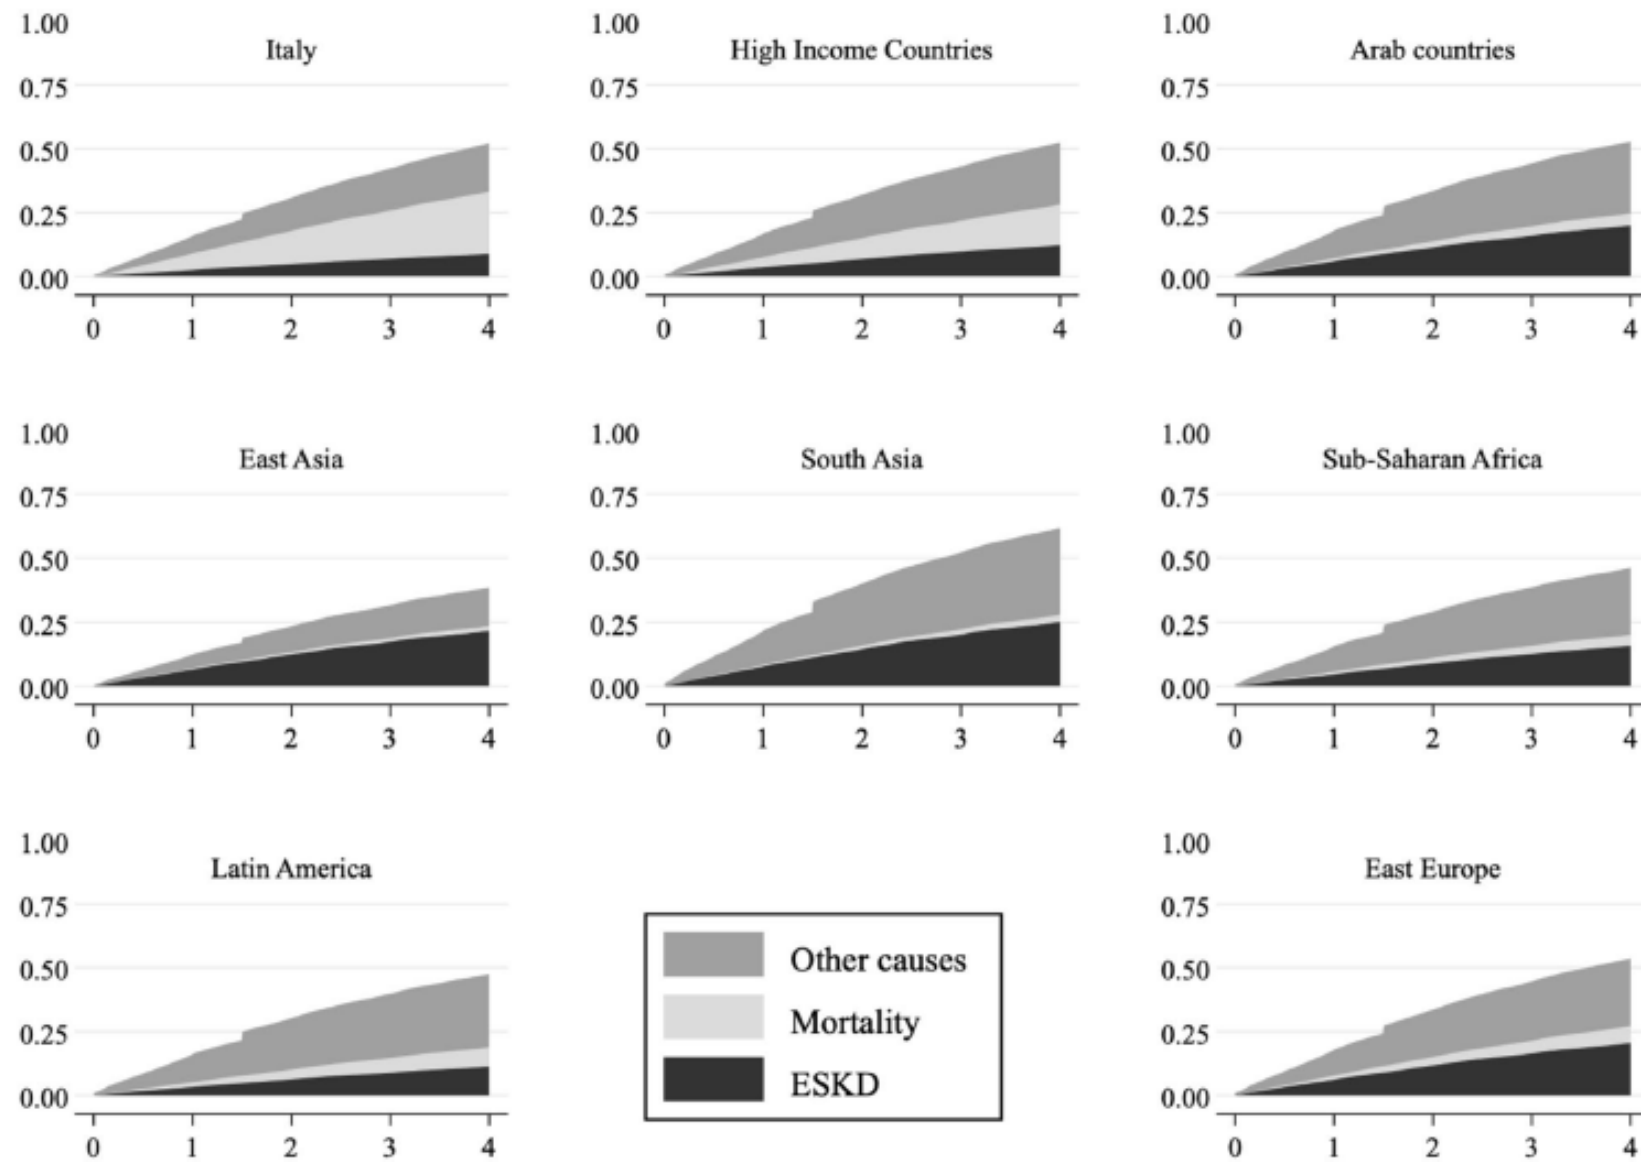 1.00
Italy
0.75
0.50
0.25
0.00
0 1 2 3 4
1.00
High Income Countries
0.75
0.50
0.25
0.00
0 1 2 3 4
1.00
Arab countries
0.75
0.50
0.25
0.00
0 1 2 3 4
1.00
East Asia
0.75
0.50
0.25
0.00
0 1 2 3 4
1.00
South Asia
0.75
0.50
0.25
0.00
0 1 2 3 4
1.00
Sub-Saharan Africa
0.75
0.50
0.25
0.00
0 1 2 3 4
1.00
Latin America
0.75
0.50
0.25
0.00
0 1 2 3 4
Other causes
Mortality
ESKD
1.00
East Europe
0.75
0.50
0.25
0.00
0 1 2 3 4